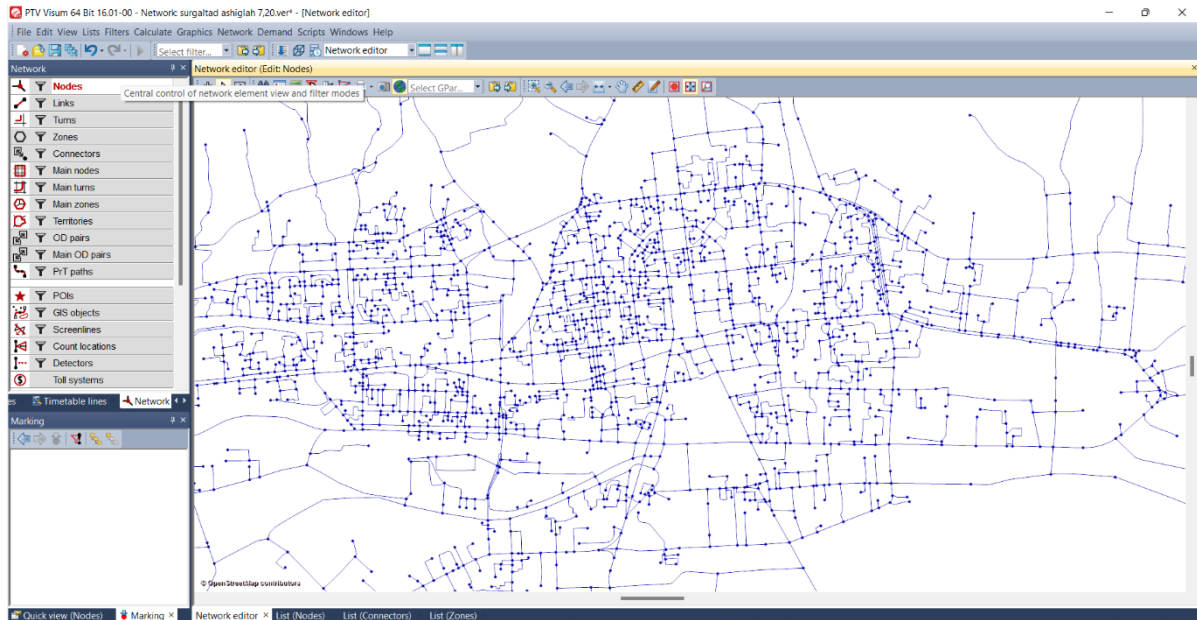 PTV Visum 64 Bit 16.01-00 - Network: surgaltad ashiglah 7,20.ver* - [Network editor]
File Edit View Lists Filters Calculate Graphics Network Demand Scripts Windows Help
Select filter... Network editor
Network
Network editor (Edit: Nodes)
Select GPar...
Nodes
Central control of network element view and filter modes
Links
Turns
Zones
Connectors
Main nodes
Main turns
Main zones
Territories
OD pairs
Main OD pairs
PrT paths
POIs
GIS objects
Screenlines
Count locations
Detectors
Toll systems
es Timetable lines Network
Marking
© OpenStreetMap contributors
Quick view (Nodes) Marking Network editor List (Nodes) List (Connectors) List (Zones)